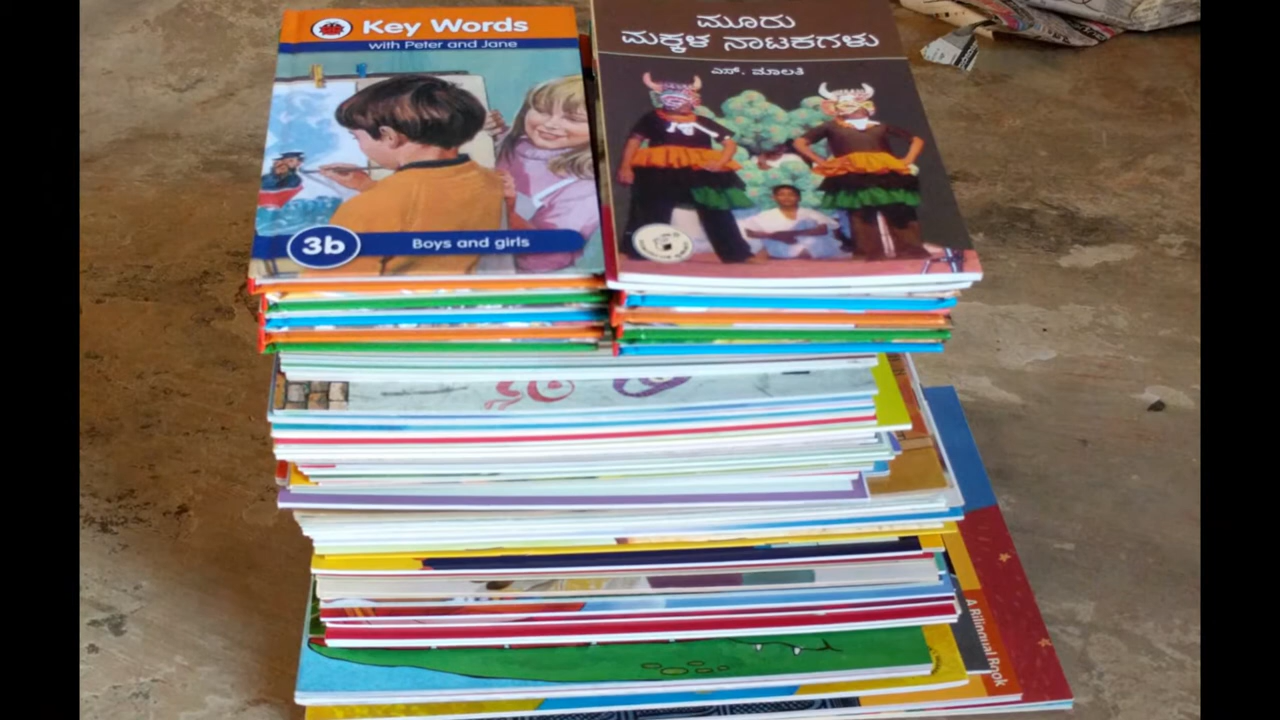 Key Words
with Peter and Jane
3b
Boys and girls
ಮೂರು
ಮಕ್ಕಳ ನಾಟಕಗಳು
ಎಸ್. ಮಾಲತಿ
A Bilingual Book